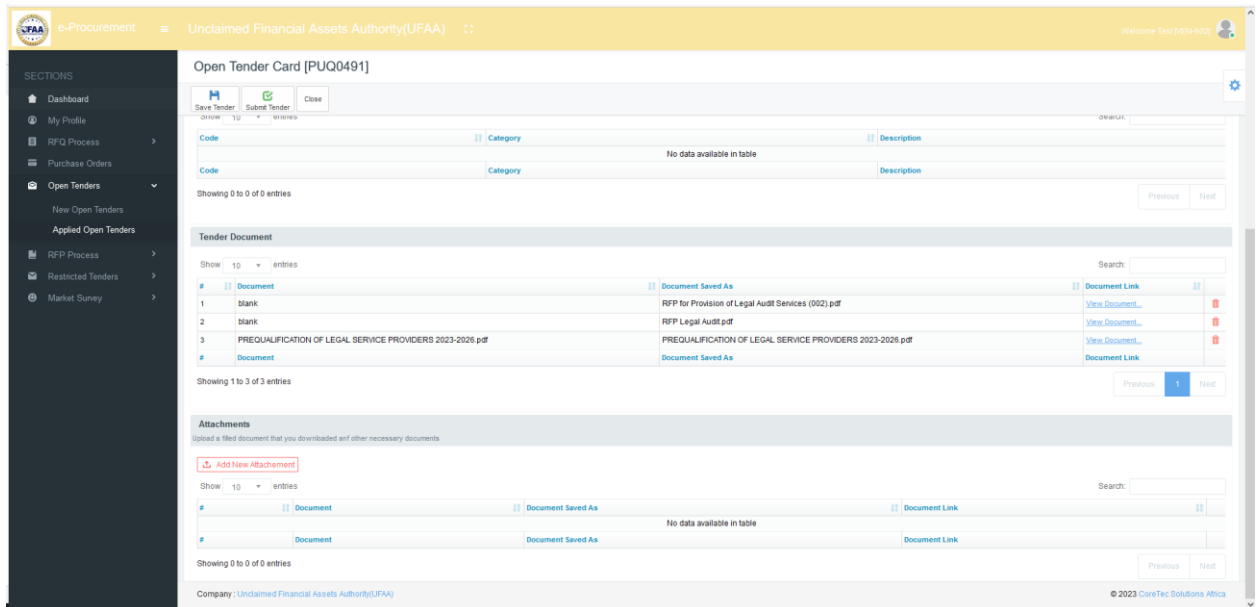 UFAA
e-Procurement
Unclaimed Financial Assets Authority(UFAA)
Welcome Test [VEN-602]
SECTIONS
Dashboard
My Profile
RFQ Process
Purchase Orders
Open Tenders
New Open Tenders
Applied Open Tenders
RFP Process
Restricted Tenders
Market Survey
Open Tender Card [PUQ0491]
Save Tender Submit Tender Close
Show 10 entries Search:
Code Category Description
No data available in table
Code Category Description
Showing 0 to 0 of 0 entries
Previous Next
Tender Document
Show 10 entries Search:
# Document Document Saved As Document Link
1 blank RFP for Provision of Legal Audit Services (002).pdf View Document...
2 blank RFP Legal Audit.pdf View Document...
3 PREQUALIFICATION OF LEGAL SERVICE PROVIDERS 2023-2026.pdf PREQUALIFICATION OF LEGAL SERVICE PROVIDERS 2023-2026.pdf View Document...
# Document Document Saved As Document Link
Showing 1 to 3 of 3 entries
Previous 1 Next
Attachments
Upload a filled document that you downloaded anf other necessary documents
Add New Attachement
Show 10 entries Search:
# Document Document Saved As Document Link
No data available in table
# Document Document Saved As Document Link
Showing 0 to 0 of 0 entries
Previous Next
Company : Unclaimed Financial Assets Authority(UFAA) © 2023 CoreTec Solutions Africa